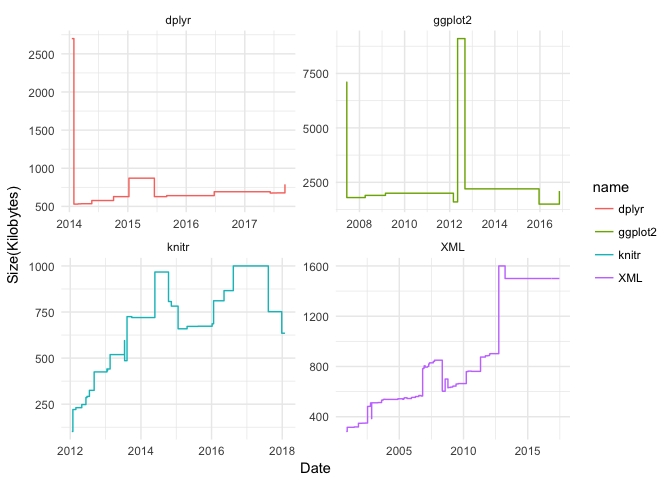 dplyr
ggplot2
2500
2000
1500
1000
500
2014 2015 2016 2017
7500
5000
2500
2008 2010 2012 2014 2016
knitr
XML
1000
750
500
250
2012 2014 2016 2018
1600
1200
800
400
2005 2010 2015
Size(Kilobytes)
Date
name
dplyr
ggplot2
knitr
XML